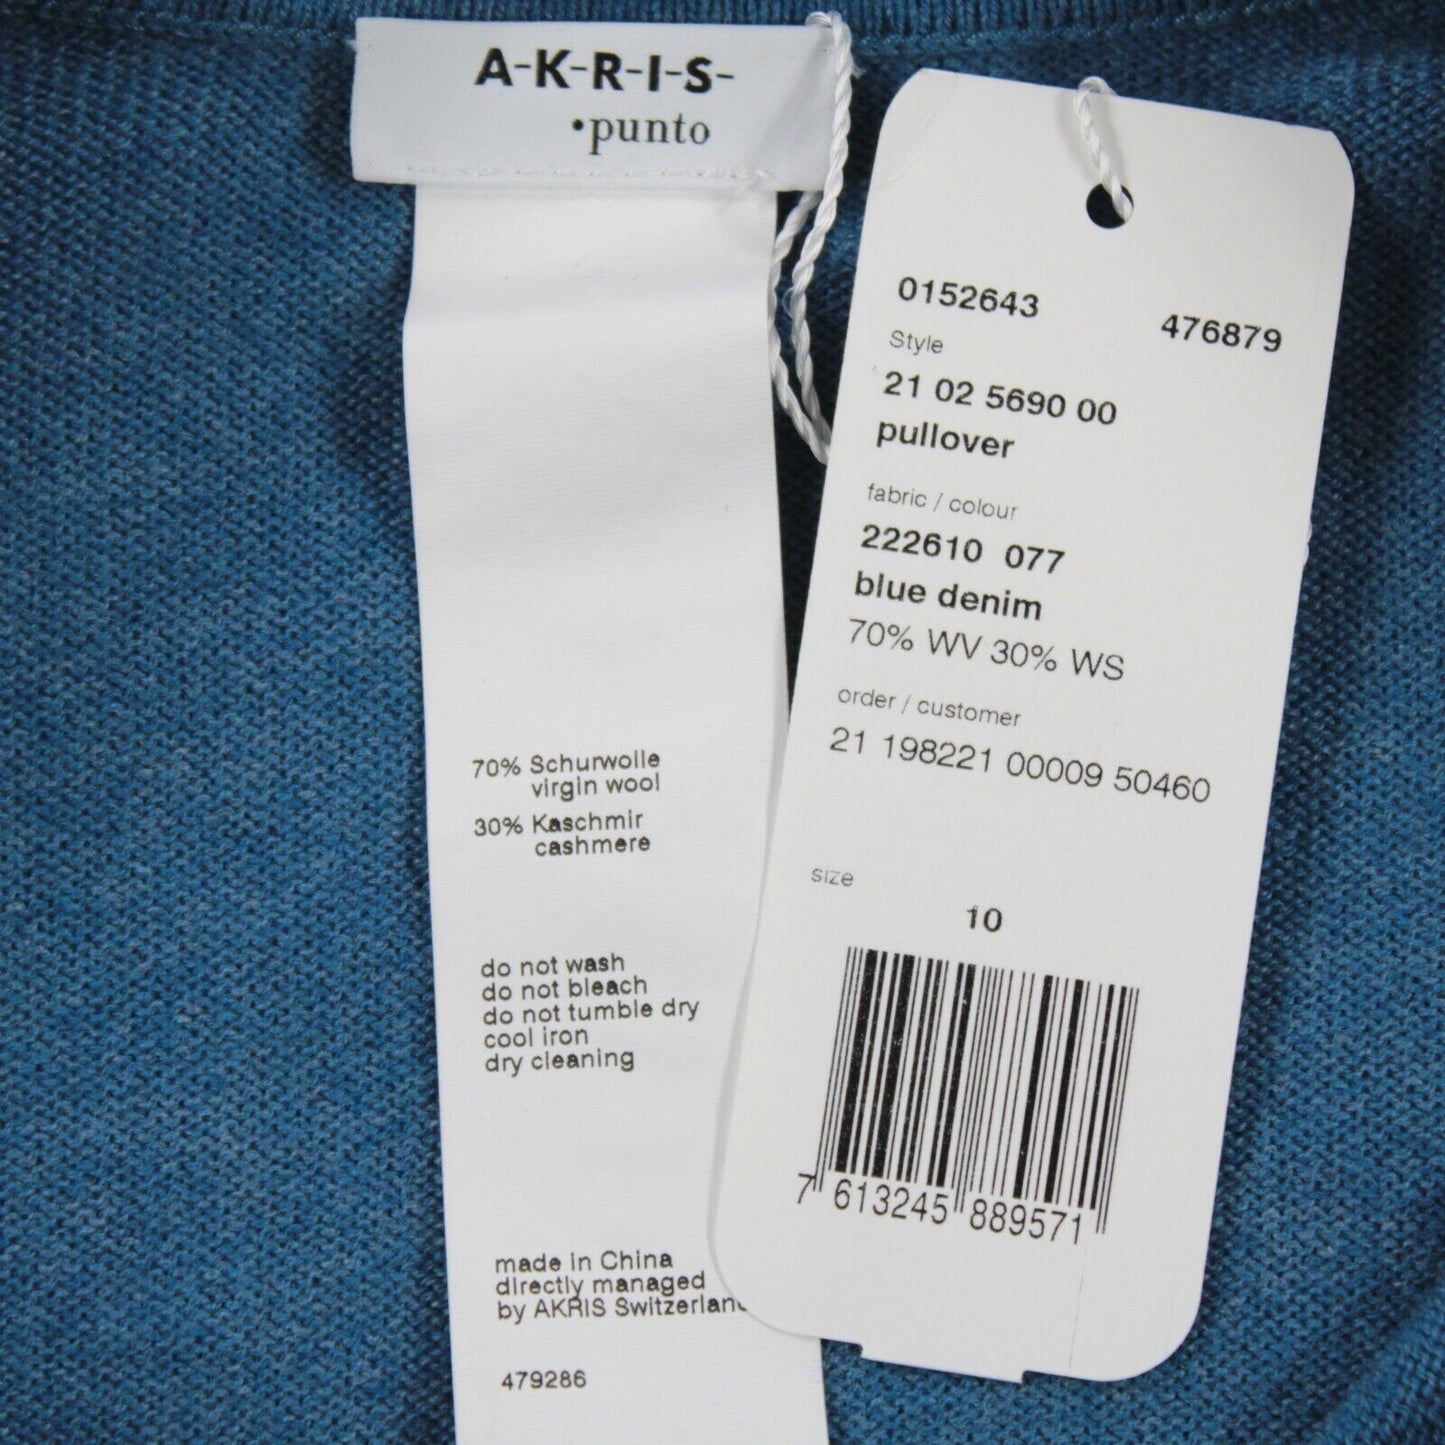 A-K-R-I-S-
•punto
70% Schurwolle
virgin wool
30% Kaschmir
cashmere
do not wash
do not bleach
do not tumble dry
cool iron
dry cleaning
made in China
directly managed
by AKRIS Switzerland
479286
0152643 476879
Style
21 02 5690 00
pullover
fabric / colour
222610 077
blue denim
70% WV 30% WS
order / customer
21 198221 00009 50460
size
10
7 613245 889571